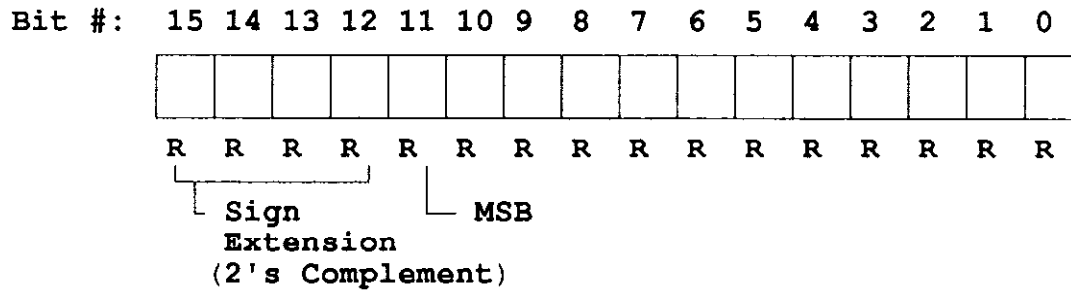 Bit #: 15 14 13 12 11 10 9 8 7 6 5 4 3 2 1 0
R R R R R R R R R R R R R R R R
Sign MSB
Extension
(2's Complement)